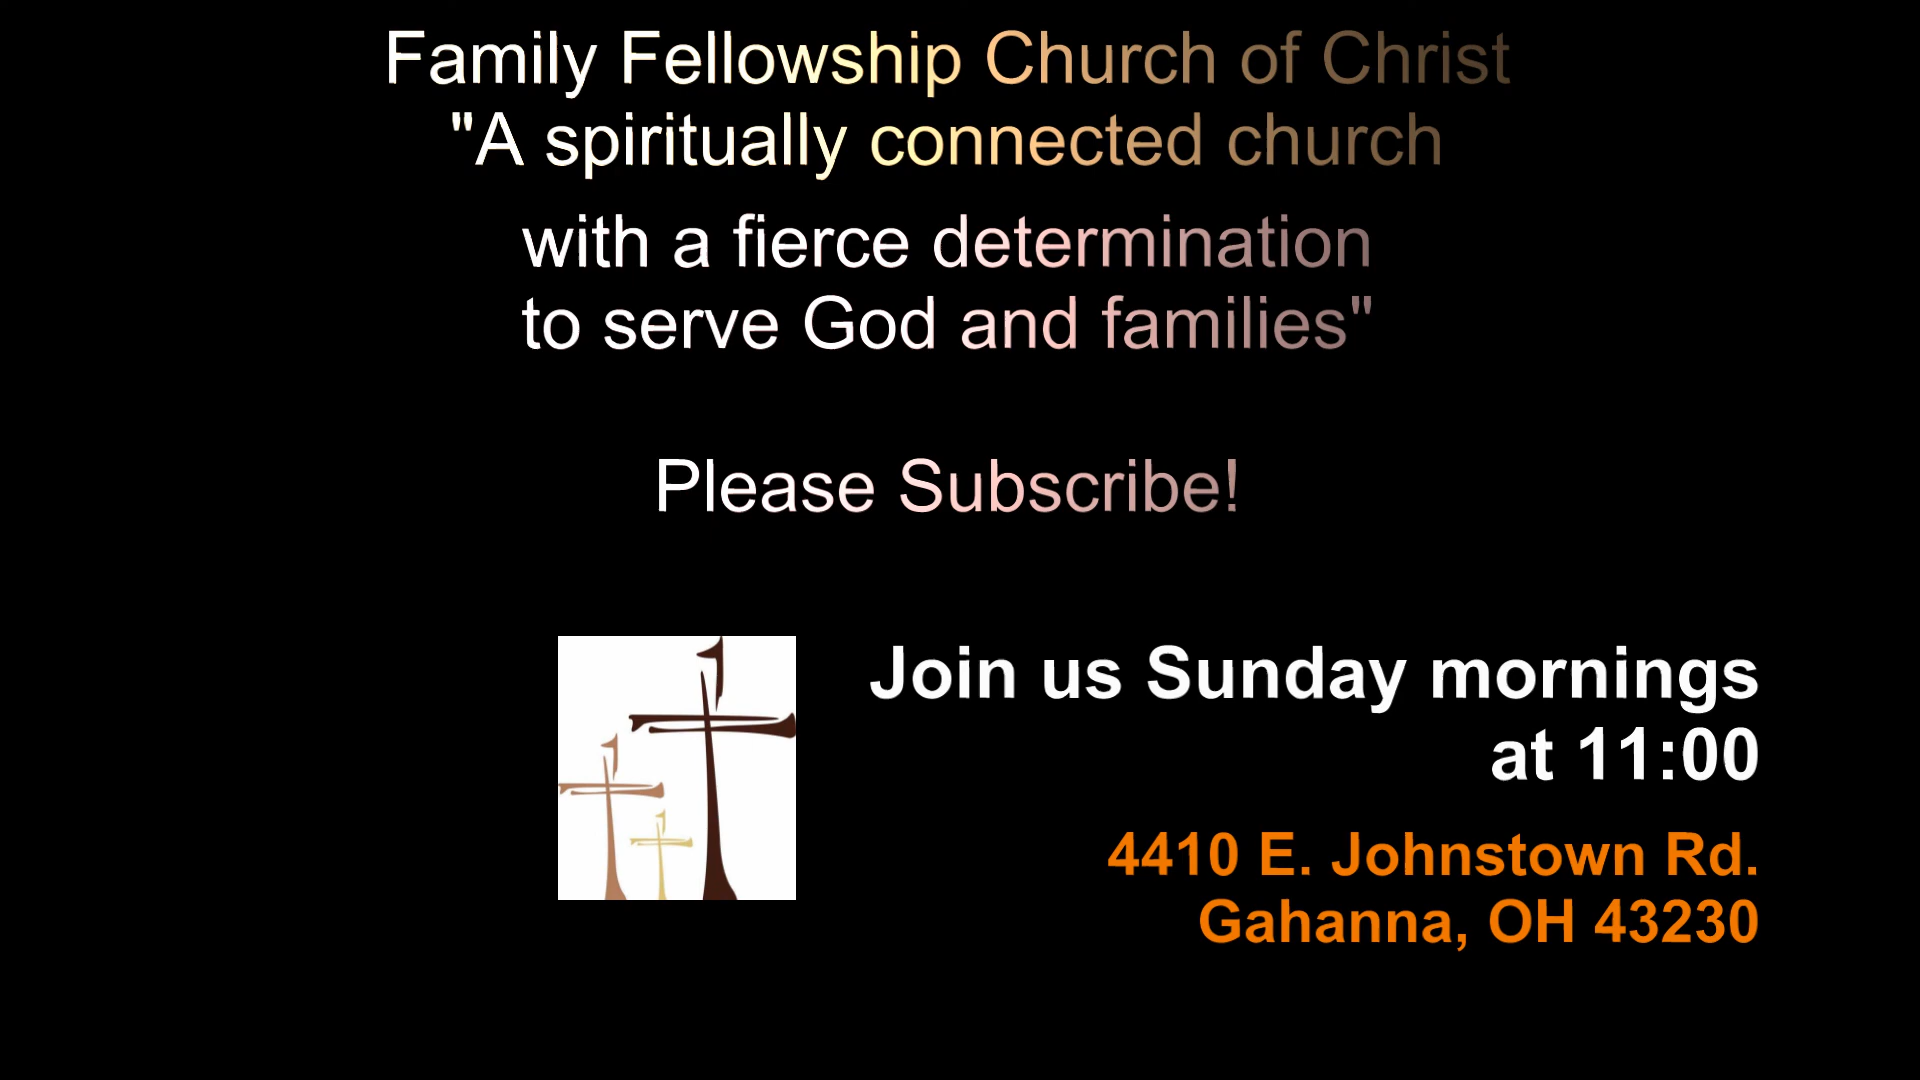 Family Fellowship Church of Christ
"A spiritually connected church
with a fierce determination
to serve God and families"
Please Subscribe!
Join us Sunday mornings
at 11:00
4410 E. Johnstown Rd.
Gahanna, OH 43230